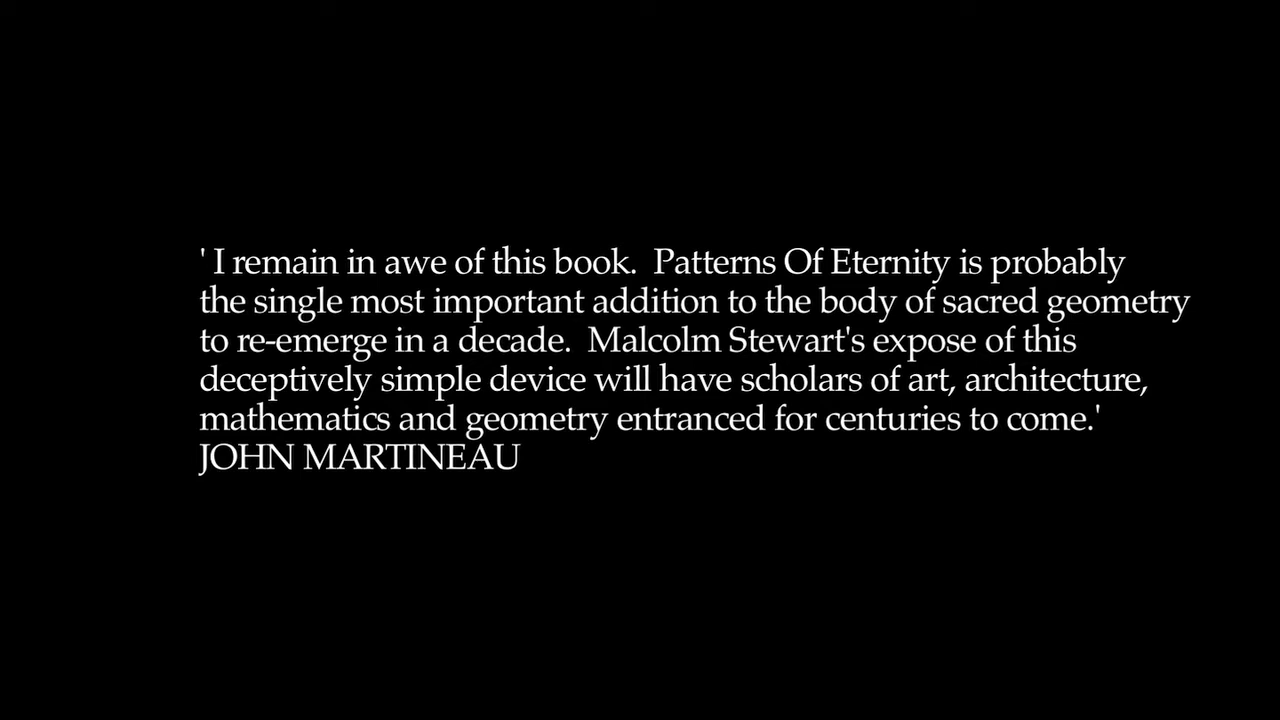 ' I remain in awe of this book.  Patterns Of Eternity is probably
the single most important addition to the body of sacred geometry
to re-emerge in a decade.  Malcolm Stewart's expose of this
deceptively simple device will have scholars of art, architecture,
mathematics and geometry entranced for centuries to come.'
JOHN MARTINEAU